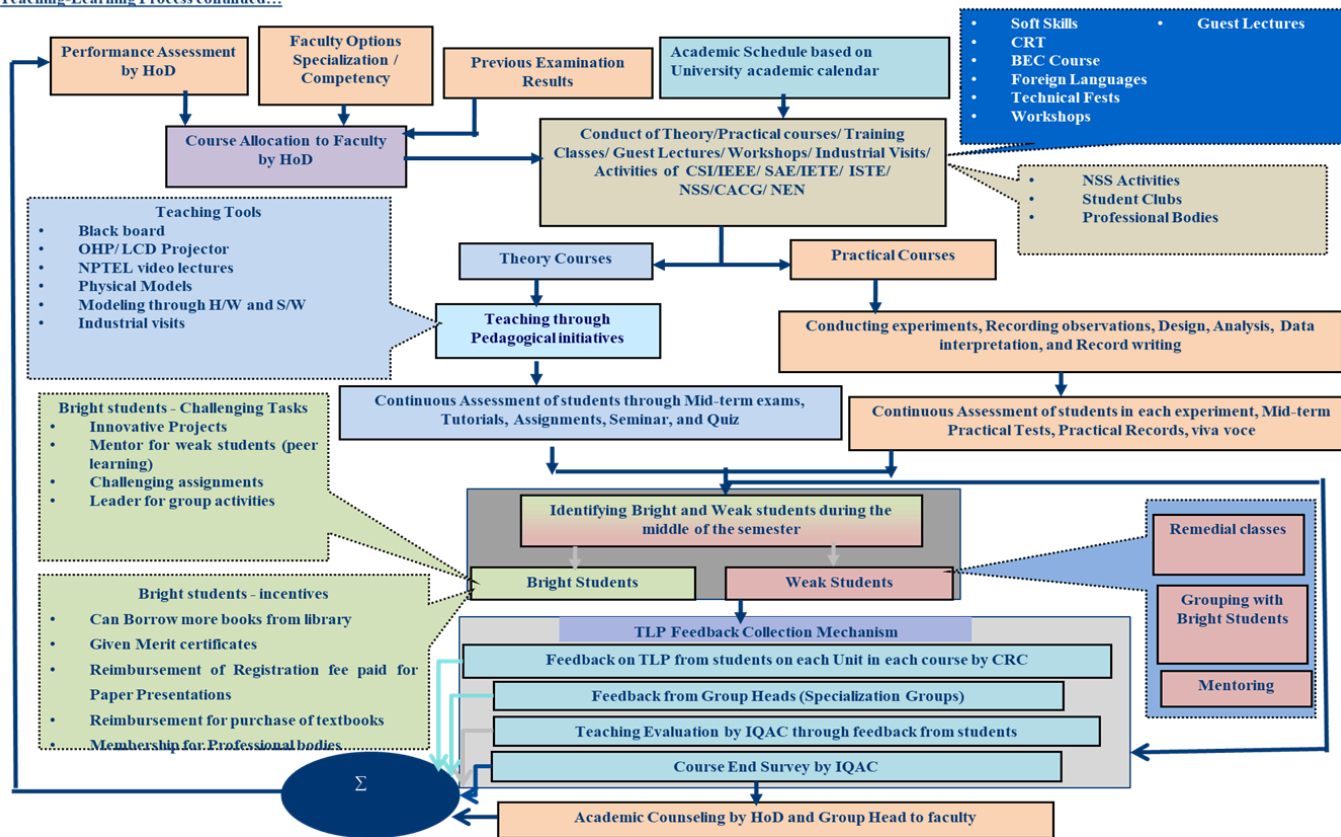 Teaching-Learning Process continued…
Performance Assessment
by HoD
Faculty Options
Specialization /
Competency
Previous Examination
Results
Academic Schedule based on
University academic calendar
• Soft Skills
• CRT
• BEC Course
• Foreign Languages
• Technical Fests
• Workshops
• Guest Lectures
Course Allocation to Faculty
by HoD
Conduct of Theory/Practical courses/ Training
Classes/ Guest Lectures/ Workshops/ Industrial Visits/
Activities of CSI/IEEE/ SAE/IETE/ ISTE/
NSS/CACG/ NEN
• NSS Activities
• Student Clubs
• Professional Bodies
Teaching Tools
• Black board
• OHP/ LCD Projector
• NPTEL video lectures
• Physical Models
• Modeling through H/W and S/W
• Industrial visits
Theory Courses
Practical Courses
Teaching through
Pedagogical initiatives
Conducting experiments, Recording observations, Design, Analysis, Data
interpretation, and Record writing
Continuous Assessment of students through Mid-term exams,
Tutorials, Assignments, Seminar, and Quiz
Continuous Assessment of students in each experiment, Mid-term
Practical Tests, Practical Records, viva voce
Bright students - Challenging Tasks
• Innovative Projects
• Mentor for weak students (peer
learning)
• Challenging assignments
• Leader for group activities
Identifying Bright and Weak students during the
middle of the semester
Bright Students
Weak Students
Remedial classes
Grouping with
Bright Students
Mentoring
Bright students - incentives
• Can Borrow more books from library
• Given Merit certificates
• Reimbursement of Registration fee paid for
Paper Presentations
• Reimbursement for purchase of textbooks
• Membership for Professional bodies
TLP Feedback Collection Mechanism
Feedback on TLP from students on each Unit in each course by CRC
Feedback from Group Heads (Specialization Groups)
Teaching Evaluation by IQAC through feedback from students
Course End Survey by IQAC
Σ
Academic Counseling by HoD and Group Head to faculty